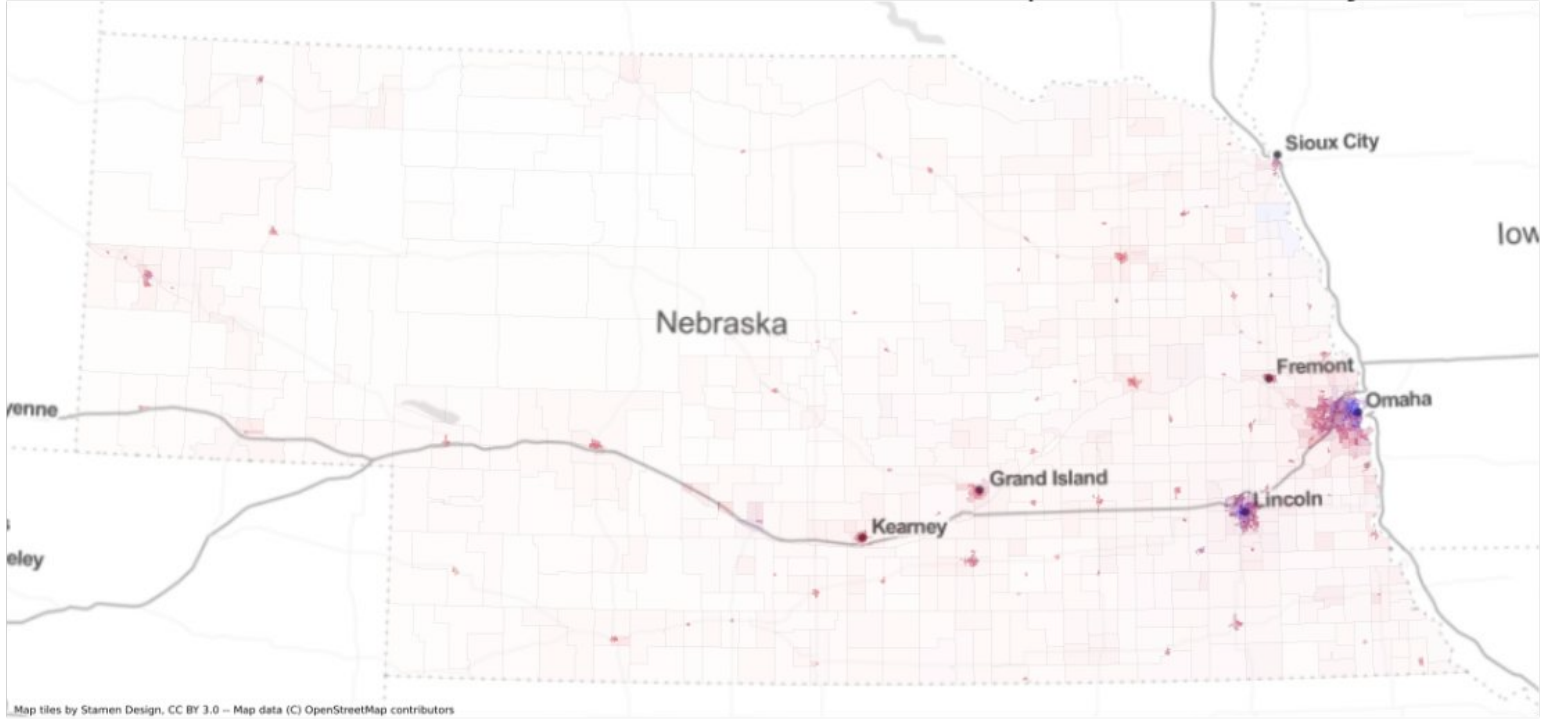 Sioux City
Iow
Nebraska
Fremont
Omaha
yenne
Grand Island
Lincoln
Kearney
eley
Map tiles by Stamen Design, CC BY 3.0 -- Map data (C) OpenStreetMap contributors